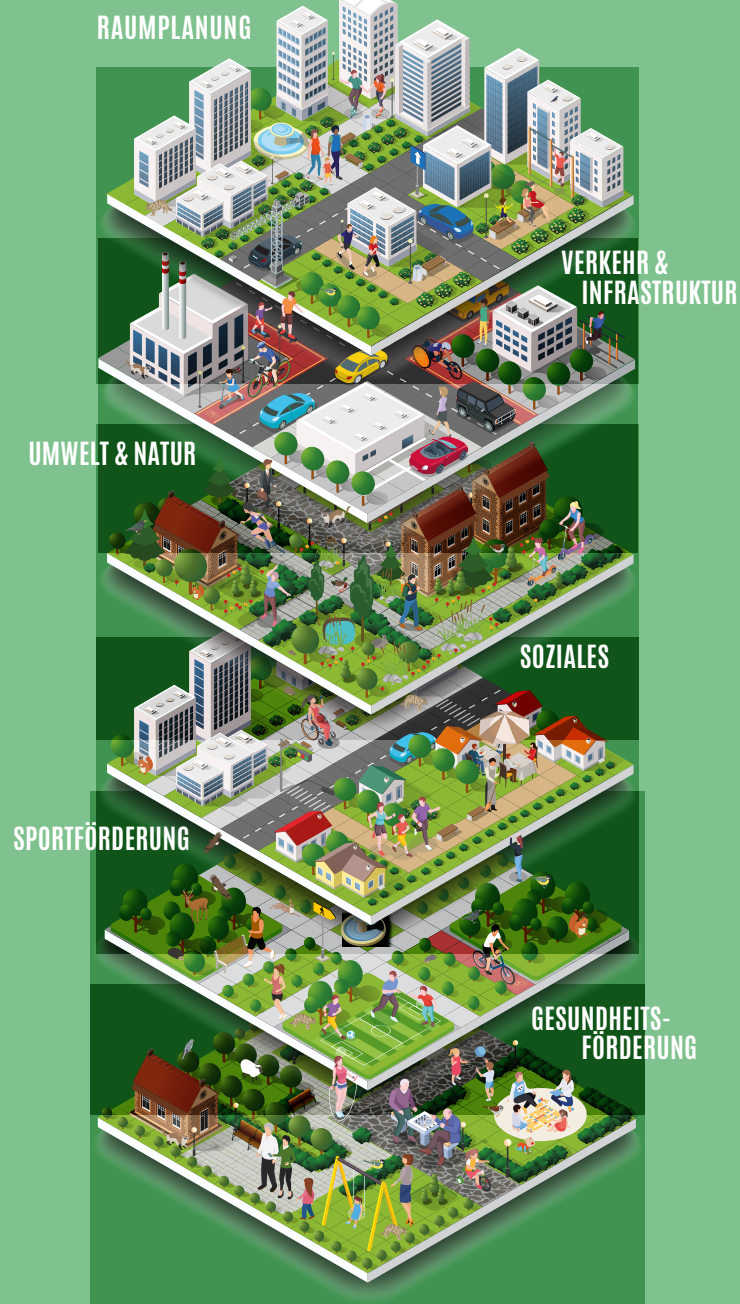 RAUMPLANUNG
VERKEHR &
INFRASTRUKTUR
UMWELT & NATUR
SOZIALES
SPORTFÖRDERUNG
GESUNDHEITS-
FÖRDERUNG